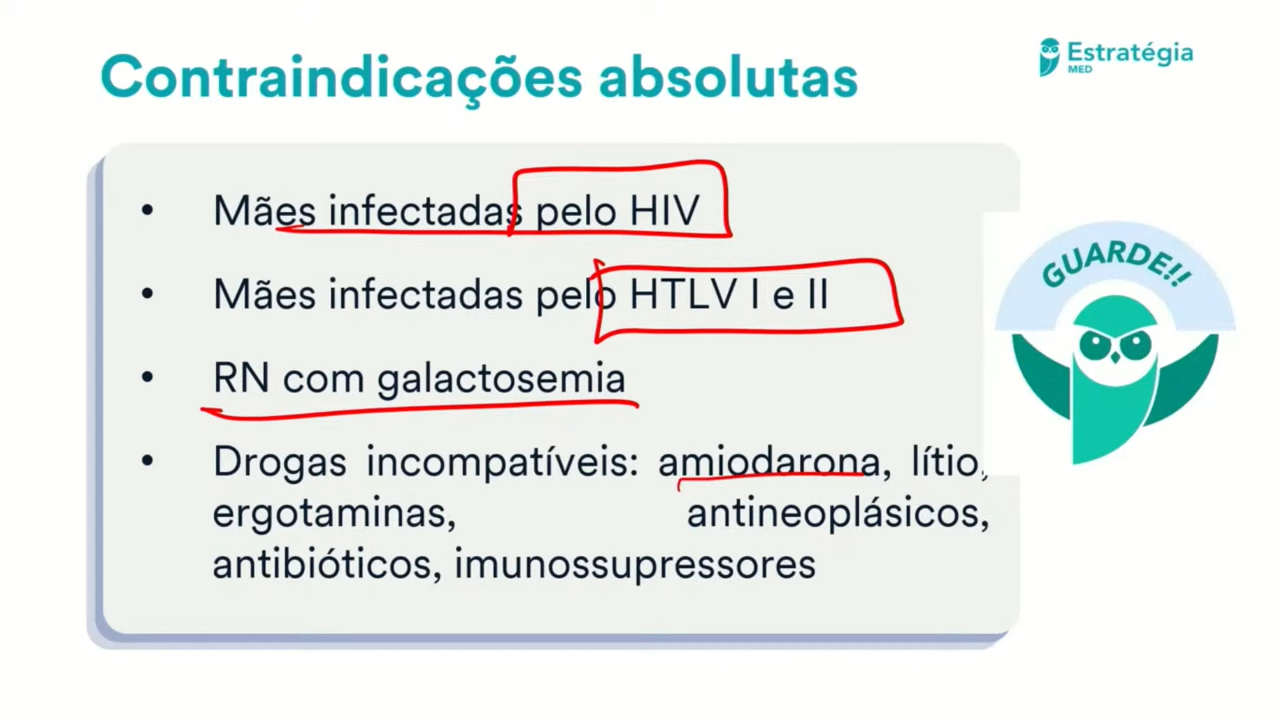 Contraindicações absolutas
Estratégia
MED
• Mães infectadas pelo HIV
• Mães infectadas pelo HTLV I e II
• RN com galactosemia
• Drogas incompatíveis: amiodarona, lítio,
ergotaminas, antineoplásicos,
antibióticos, imunossupressores
GUARDE!!